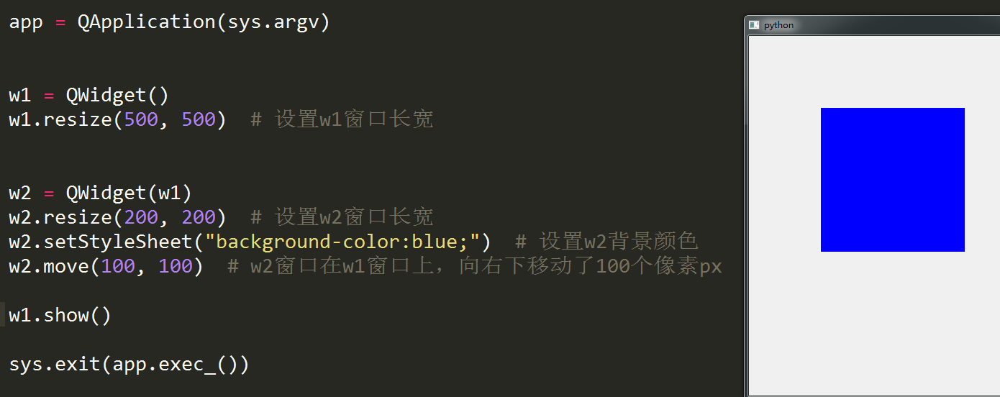 app = QApplication(sys.argv)
python
w1 = QWidget()
w1.resize(500, 500)  # 设置w1窗口长宽
w2 = QWidget(w1)
w2.resize(200, 200)  # 设置w2窗口长宽
w2.setStyleSheet("background-color:blue;")  # 设置w2背景颜色
w2.move(100, 100)  # w2窗口在w1窗口上，向右下移动了100个像素px
w1.show()
sys.exit(app.exec_())